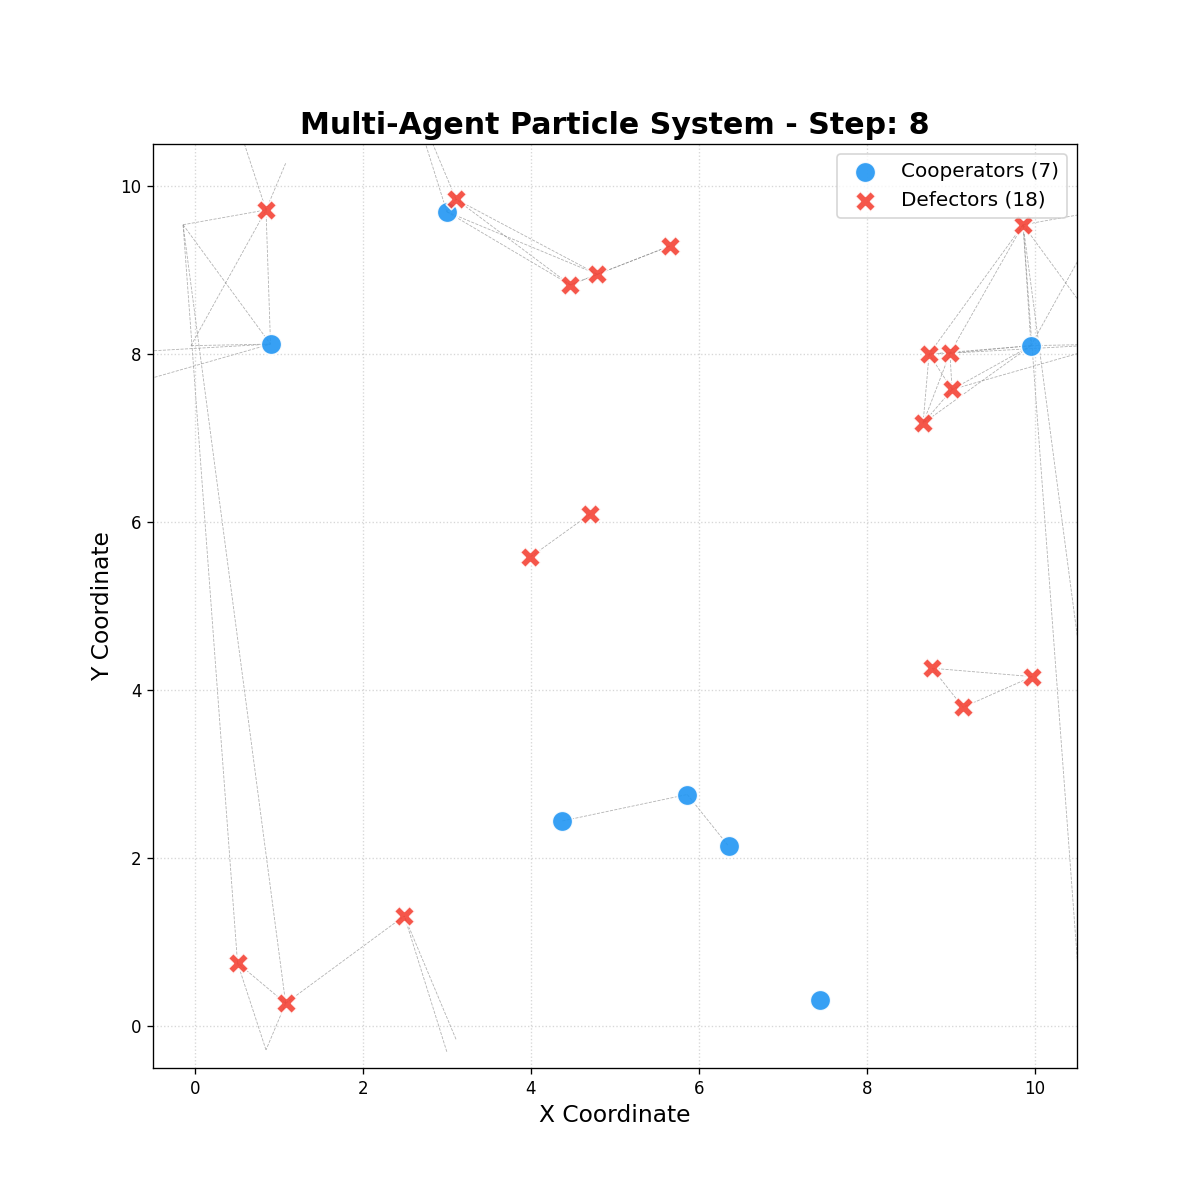 Multi-Agent Particle System - Step: 8
Cooperators (7)
Defectors (18)
10
8
6
4
2
0
Y Coordinate
0 2 4 6 8 10
X Coordinate